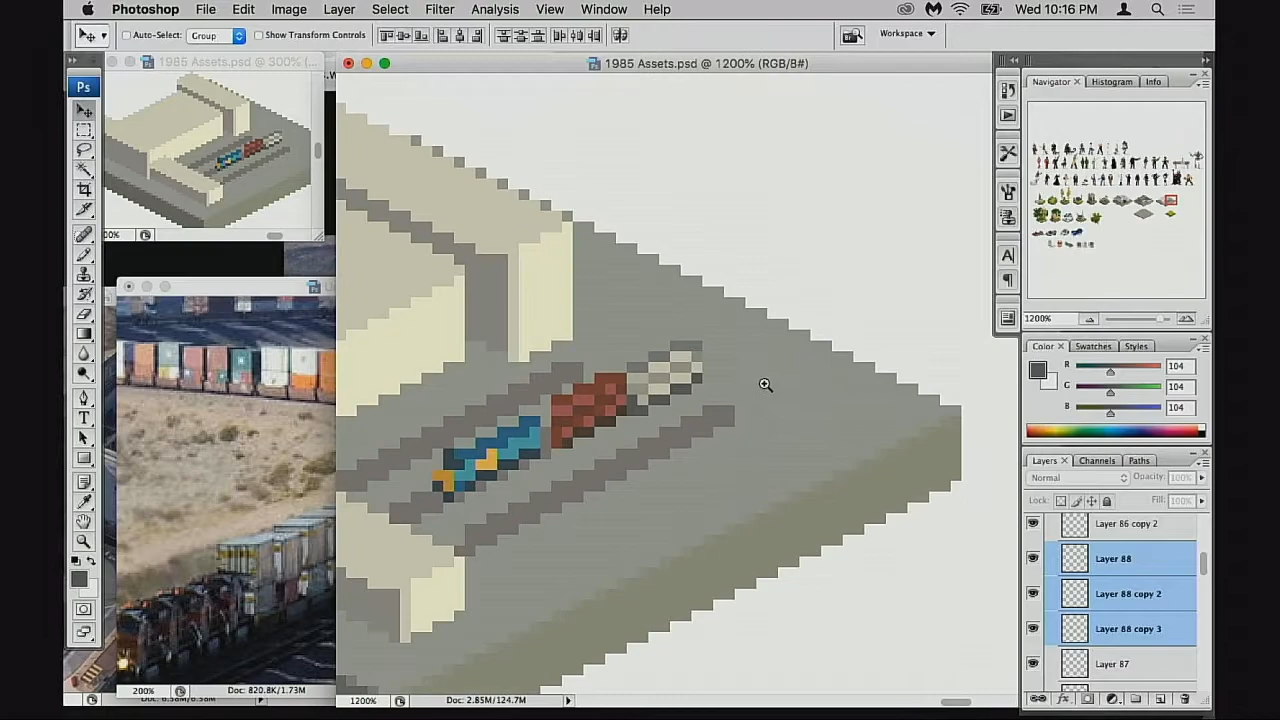 Photoshop File Edit Image Layer Select Filter Analysis View Window Help Wed 10:16 PM
Auto-Select: Group Show Transform Controls Workspace
1985 Assets.psd @ 300% (...
1985 Assets.psd @ 1200% (RGB/8#)
Ps
Navigator Histogram Info
1200%
Color Swatches Styles
R 104
G 104
B 104
Layers Channels Paths
Normal Opacity: 100%
Lock: Fill: 100%
Layer 86 copy 2
Layer 88
Layer 88 copy 2
Layer 88 copy 3
Layer 87
200% Doc: 820.8K/1.73M
1200% Doc: 2.85M/124.7M